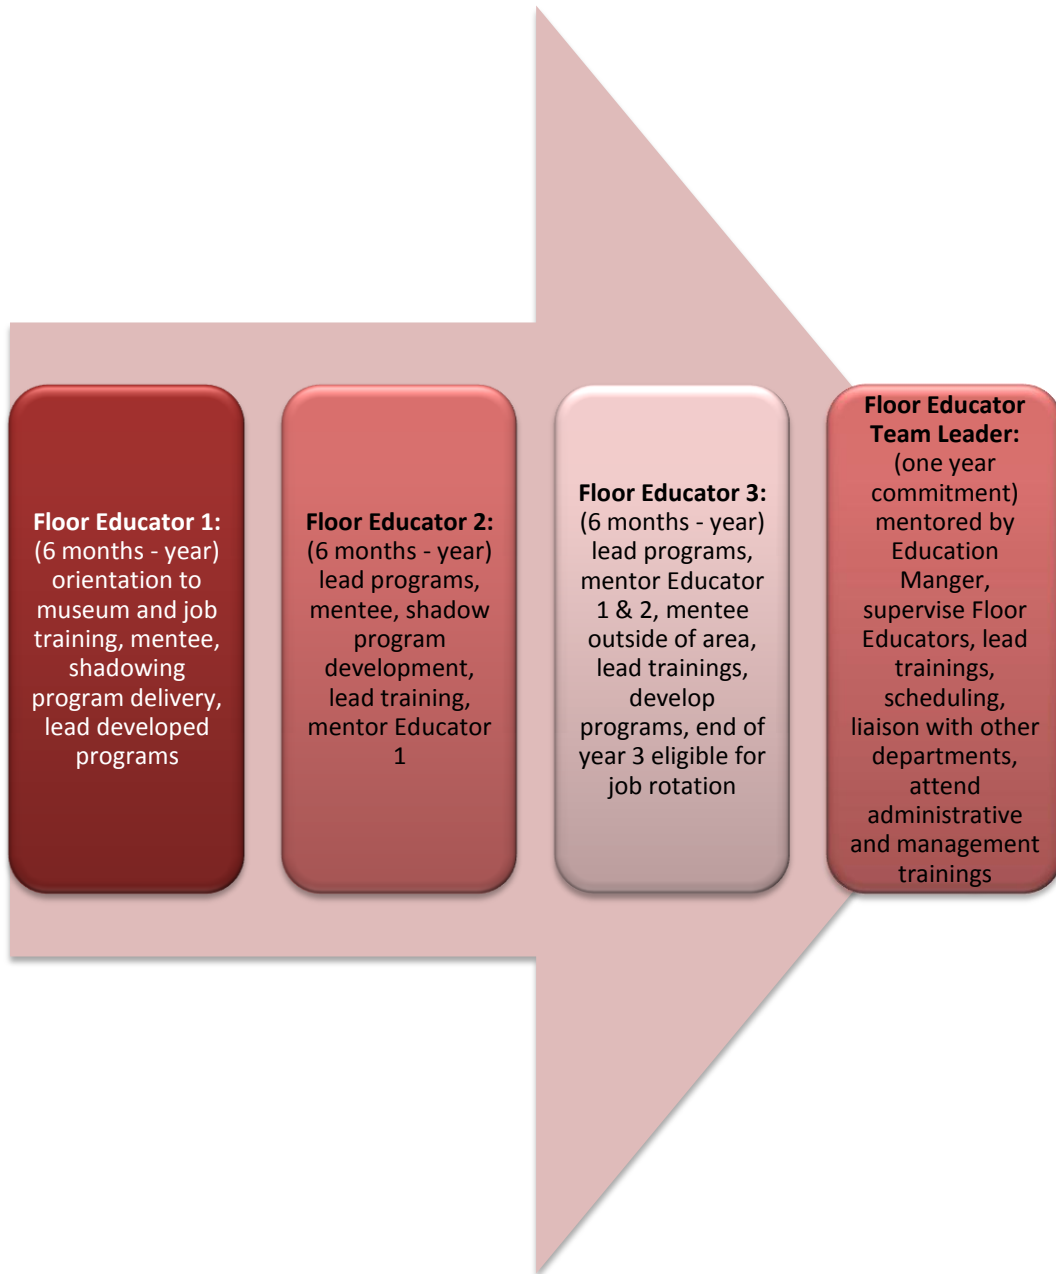 Floor Educator 1:
(6 months - year)
orientation to
museum and job
training, mentee,
shadowing
program delivery,
lead developed
programs
Floor Educator 2:
(6 months - year)
lead programs,
mentee, shadow
program
development,
lead training,
mentor Educator
1
Floor Educator 3:
(6 months - year)
lead programs,
mentor Educator
1 & 2, mentee
outside of area,
lead trainings,
develop
programs, end of
year 3 eligible for
job rotation
Floor Educator
Team Leader:
(one year
commitment)
mentored by
Education
Manger,
supervise Floor
Educators, lead
trainings,
scheduling,
liaison with other
departments,
attend
administrative
and management
trainings